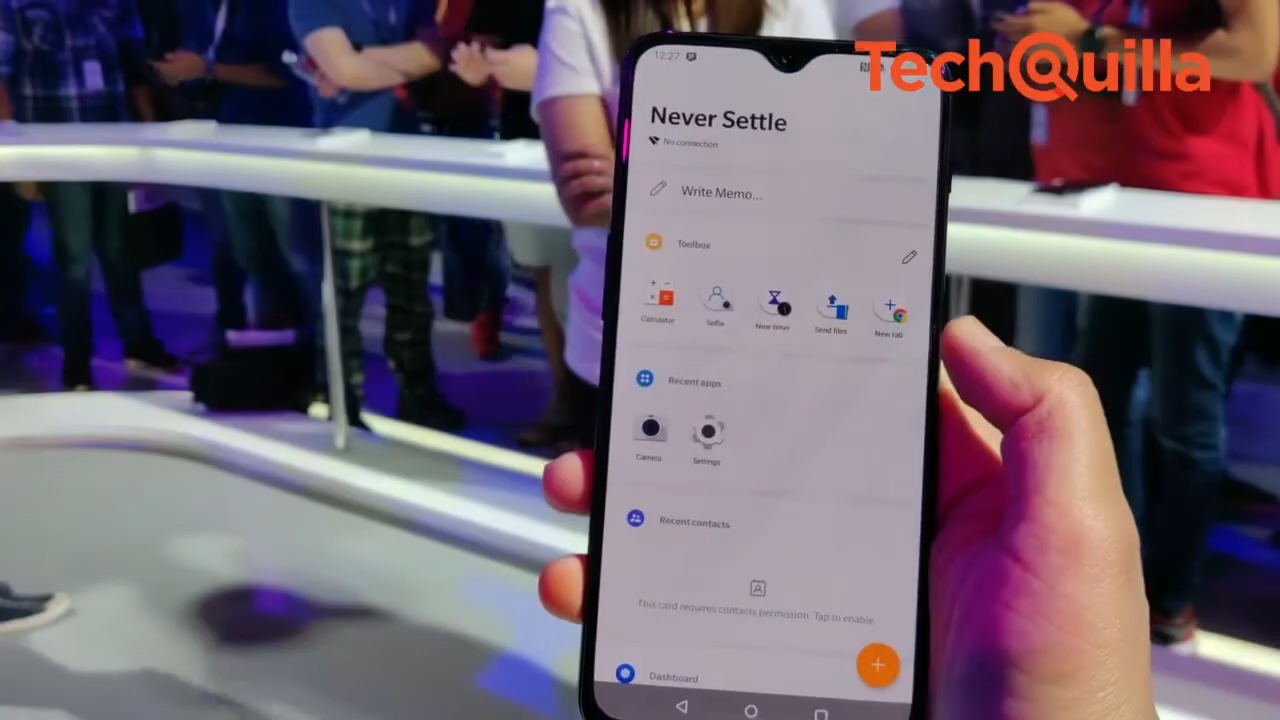 12:27
TechQuilla
Never Settle
No connection
Write Memo...
Toolbox
Calculator
Selfie
New timer
Send files
New tab
Recent apps
Camera
Settings
Recent contacts
This card requires contacts permission. Tap to enable.
Dashboard